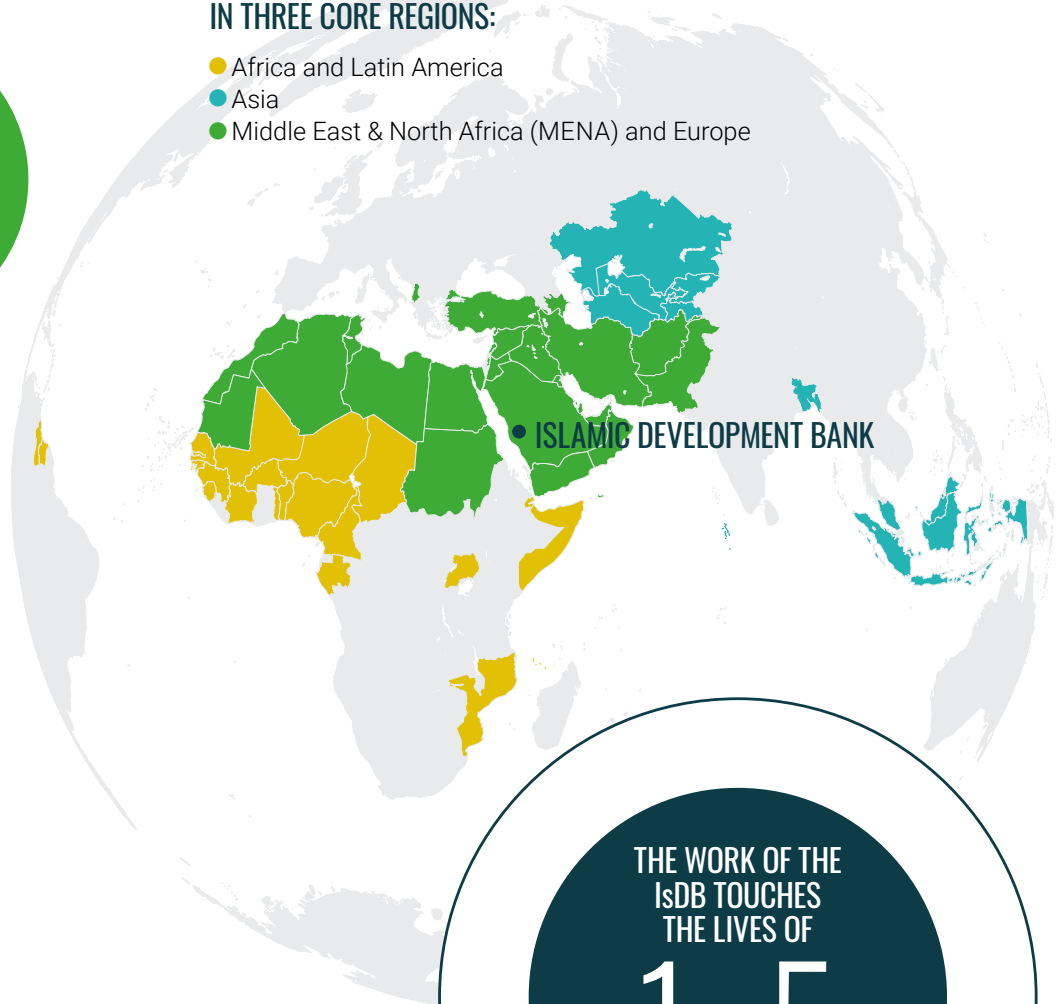 IN THREE CORE REGIONS:
Africa and Latin America
Asia
Middle East & North Africa (MENA) and Europe
ISLAMIC DEVELOPMENT BANK
THE WORK OF THE
IsDB TOUCHES
THE LIVES OF